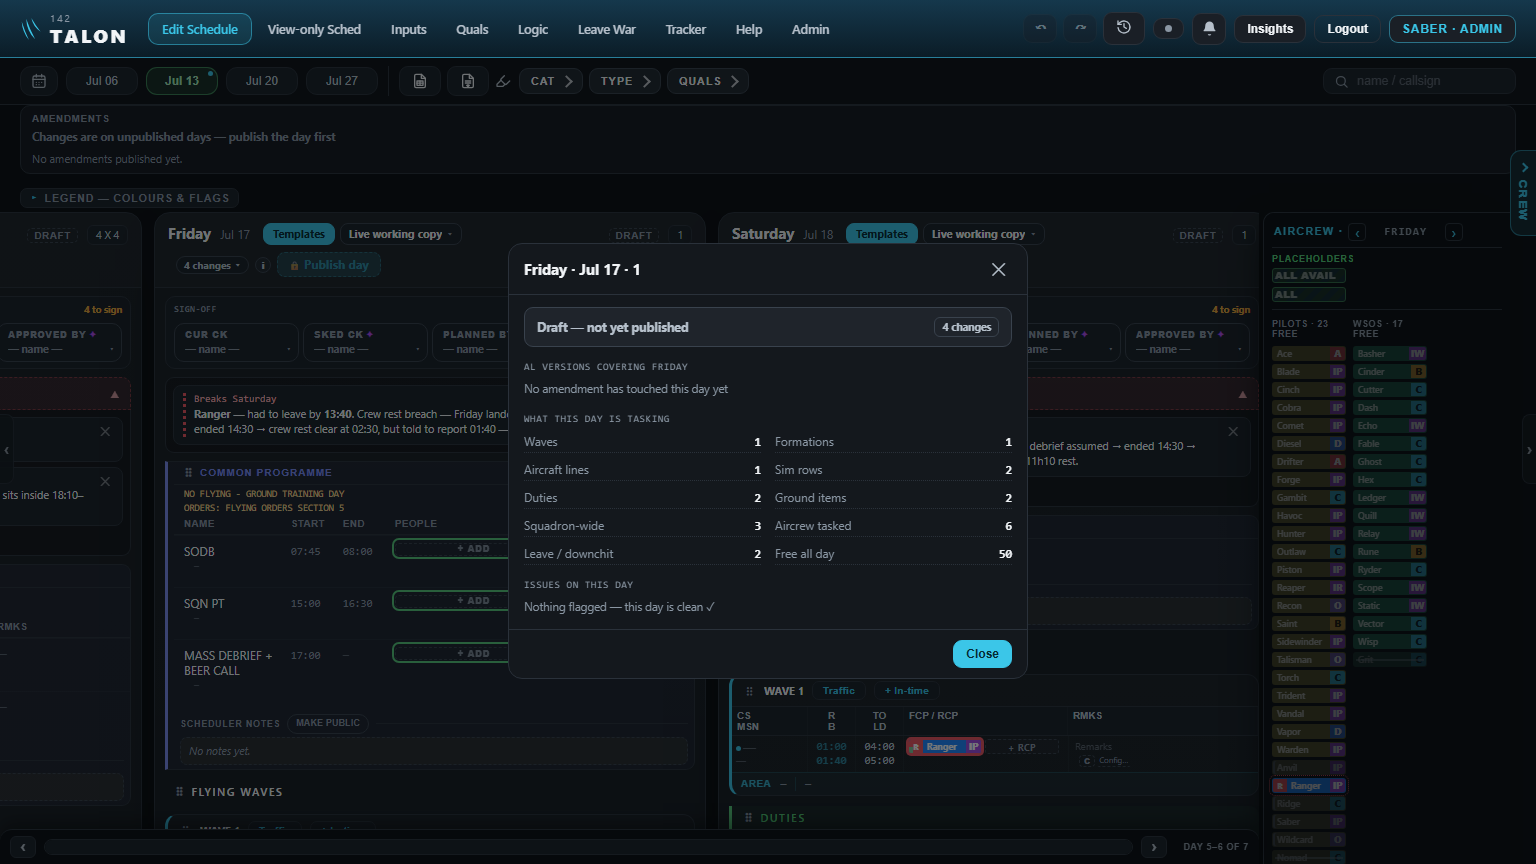 142
TALON
Edit Schedule
View-only Sched
Inputs
Quals
Logic
Leave War
Tracker
Help
Admin
Insights
Logout
SABER · ADMIN
Jul 06
Jul 13
Jul 20
Jul 27
CAT
TYPE
QUALS
name / callsign
AMENDMENTS
Changes are on unpublished days — publish the day first
No amendments published yet.
LEGEND — COLOURS & FLAGS
CREW
DRAFT
4 X 4
4 to sign
APPROVED BY
— name —
sits inside 18:10–
RMKS
Friday Jul 17
Templates
Live working copy
DRAFT
1
4 changes
i
Publish day
SIGN-OFF
CUR CK
— name —
SKED CK
— name —
PLANNED B
— name —
Breaks Saturday
Ranger — had to leave by 13:40. Crew rest breach — Friday land
ended 14:30 → crew rest clear at 02:30, but told to report 01:40 —
COMMON PROGRAMME
NO FLYING - GROUND TRAINING DAY
ORDERS: FLYING ORDERS SECTION 5
NAME
START
END
PEOPLE
SODB
07:45
08:00
+ ADD
SQN PT
15:00
16:30
+ ADD
MASS DEBRIEF +
BEER CALL
17:00
—
+ ADD
SCHEDULER NOTES
MAKE PUBLIC
No notes yet.
FLYING WAVES
Friday · Jul 17 · 1
Draft — not yet published
4 changes
AL VERSIONS COVERING FRIDAY
No amendment has touched this day yet
WHAT THIS DAY IS TASKING
Waves 1
Formations 1
Aircraft lines 1
Sim rows 2
Duties 2
Ground items 2
Squadron-wide 3
Aircrew tasked 6
Leave / downchit 2
Free all day 50
ISSUES ON THIS DAY
Nothing flagged — this day is clean ✓
Close
Saturday Jul 18
Templates
Live working copy
DRAFT
1
4 to sign
NNED BY
ame —
APPROVED BY
— name —
debrief assumed → ended 14:30 →
11h10 rest.
WAVE 1
Traffic
+ In-time
CS
MSN
R
B
TO
LD
FCP / RCP
RMKS
01:00
01:40
04:00
05:00
R Ranger IP
+ RCP
Remarks
C Config...
AREA — —
DUTIES
AIRCREW ·
FRIDAY
PLACEHOLDERS
ALL AVAIL
ALL
PILOTS · 23
FREE
WSOS · 17
FREE
Ace A
Basher IW
Blade IP
Cinder B
Cinch IP
Cutter C
Cobra IP
Dash C
Comet IP
Echo IW
Diesel D
Fable C
Drifter A
Ghost C
Forge IP
Hex C
Gambit C
Ledger IW
Havoc IP
Quill IW
Hunter IP
Relay IW
Outlaw C
Rune B
Piston IP
Ryder C
Reaper IR
Scope IW
Recon O
Static IW
Saint B
Vector C
Sidewinder IP
Wisp C
Talisman O
Grit C
Torch C
Trident IP
Vandal IP
Vapor D
Warden IP
Anvil IP
R Ranger IP
Ridge C
Saber IP
Wildcard O
Nomad C
DAY 5–6 OF 7